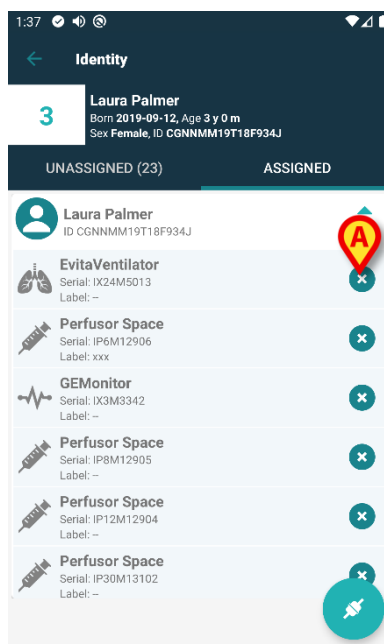 1:37
Identity
3
Laura Palmer
Born 2019-09-12, Age 3 y 0 m
Sex Female, ID CGNNMM19T18F934J
UNASSIGNED (23)
ASSIGNED
Laura Palmer
ID CGNNMM19T18F934J
A
EvitaVentilator
Serial: IX24M5013
Label: --
Perfusor Space
Serial: IP6M12906
Label: xxx
GEMonitor
Serial: IX3M3342
Label: --
Perfusor Space
Serial: IP8M12905
Label: --
Perfusor Space
Serial: IP12M12904
Label: --
Perfusor Space
Serial: IP30M13102
Label: --